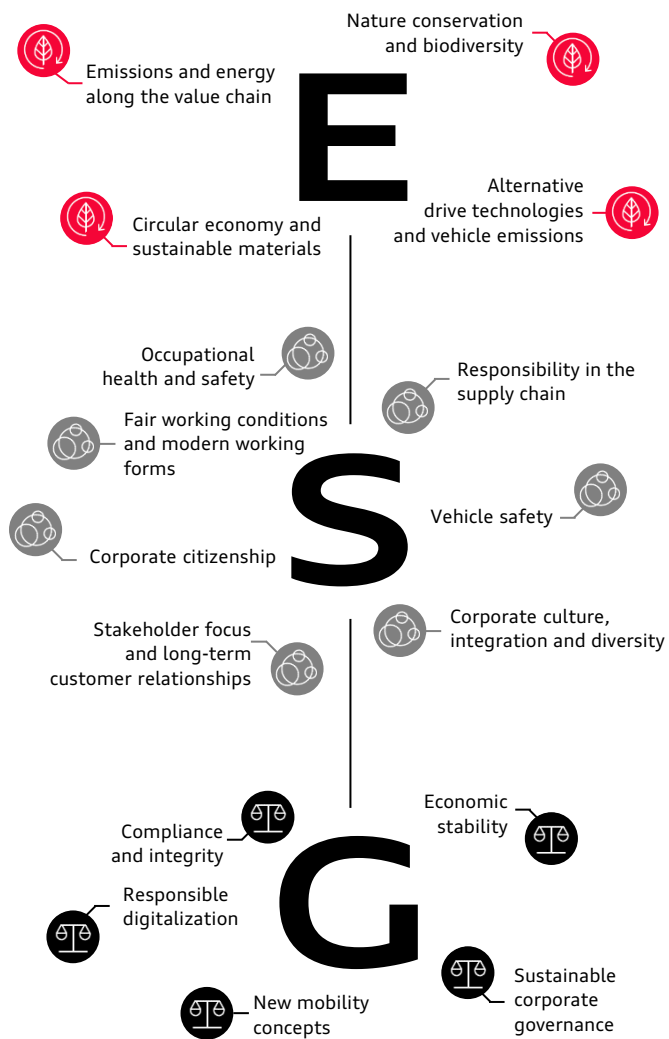 Nature conservation
and biodiversity
Emissions and energy
along the value chain
E
Alternative
drive technologies
and vehicle emissions
Circular economy and
sustainable materials
Occupational
health and safety
Responsibility in the
supply chain
Fair working conditions
and modern working
forms
S
Vehicle safety
Corporate citizenship
Corporate culture,
integration and diversity
Stakeholder focus
and long-term
customer relationships
Economic
stability
Compliance
and integrity
G
Responsible
digitalization
Sustainable
corporate
governance
New mobility
concepts